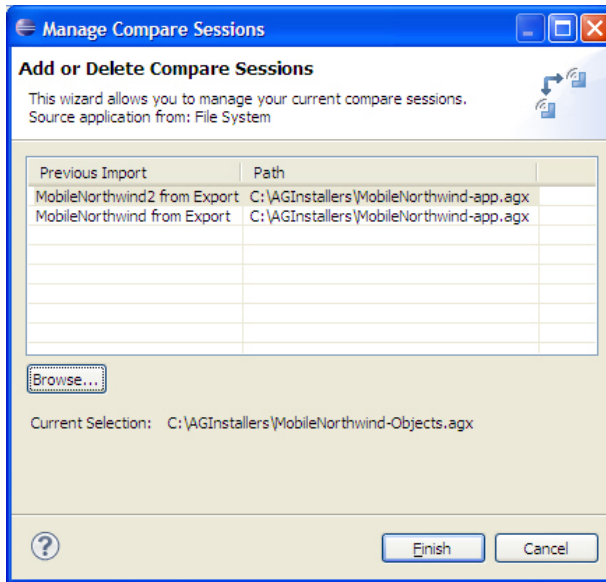 Manage Compare Sessions
Add or Delete Compare Sessions
This wizard allows you to manage your current compare sessions.
Source application from: File System
Previous Import Path
MobileNorthwind2 from Export C:\AGInstallers\MobileNorthwind-app.agx
MobileNorthwind from Export C:\AGInstallers\MobileNorthwind-app.agx
Browse...
Current Selection: C:\AGInstallers\MobileNorthwind-Objects.agx
Finish Cancel